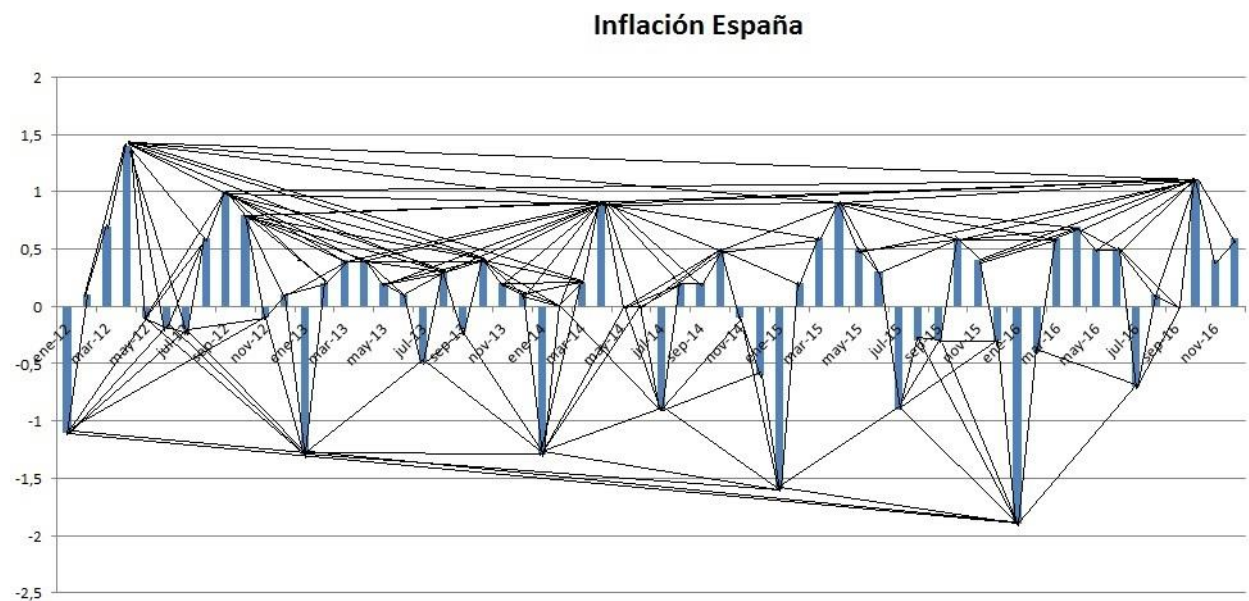 Inflación España
2
1,5
1
0,5
0
-0,5
-1
-1,5
-2
-2,5
ene-12
mar-12
may-12
jul-12
sep-12
nov-12
ene-13
mar-13
may-13
jul-13
sep-13
nov-13
ene-14
mar-14
may-14
jul-14
sep-14
nov-14
ene-15
mar-15
may-15
jul-15
sep-15
nov-15
ene-16
mar-16
may-16
jul-16
sep-16
nov-16